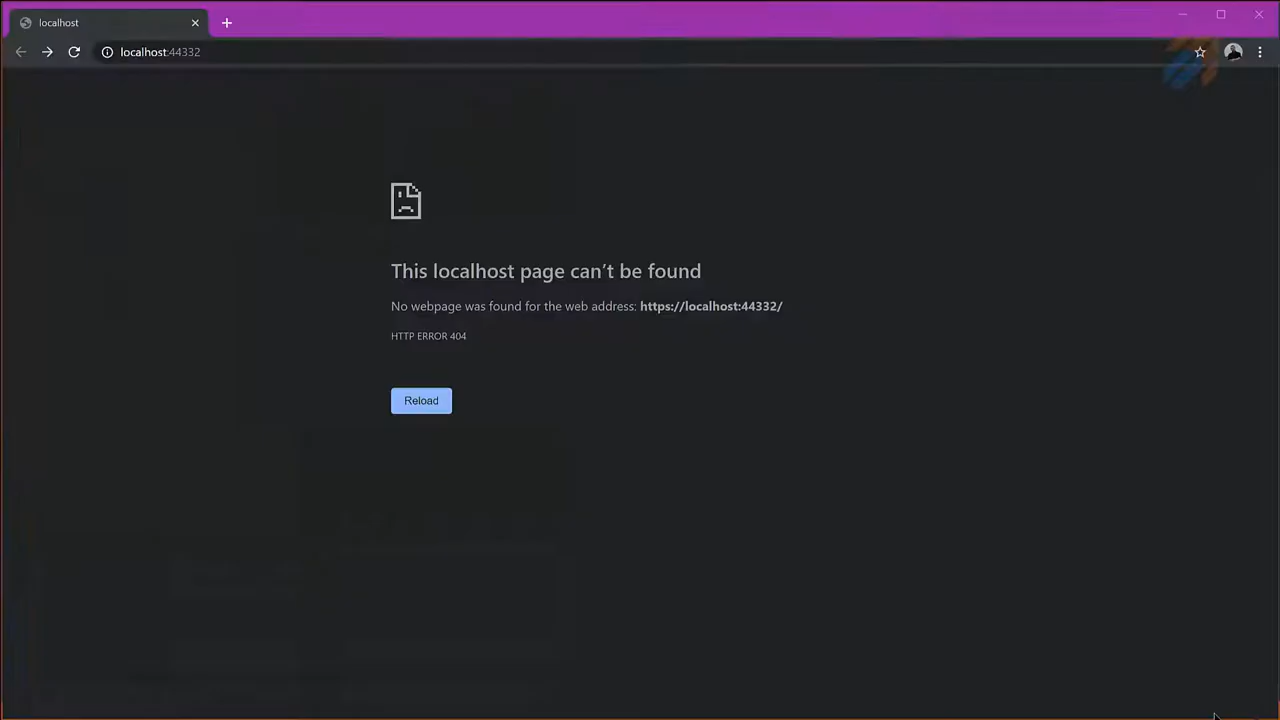 localhost
localhost:44332
This localhost page can't be found
No webpage was found for the web address: https://localhost:44332/
HTTP ERROR 404
Reload